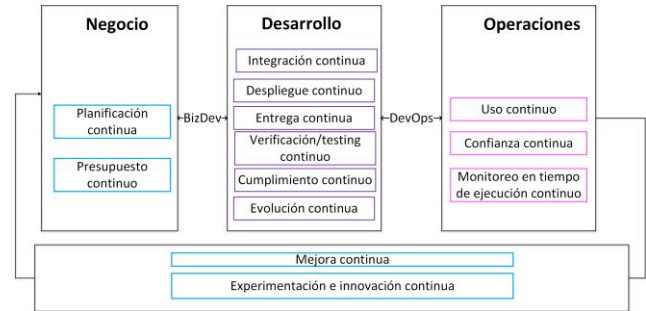 Negocio
Planificación
continua
Presupuesto
continuo
BizDev
Desarrollo
Integración continua
Despliegue continuo
Entrega continua
Verificación/testing
continuo
Cumplimiento continuo
Evolución continua
DevOps
Operaciones
Uso continuo
Confianza continua
Monitoreo en tiempo
de ejecución continuo
Mejora continua
Experimentación e innovación continua